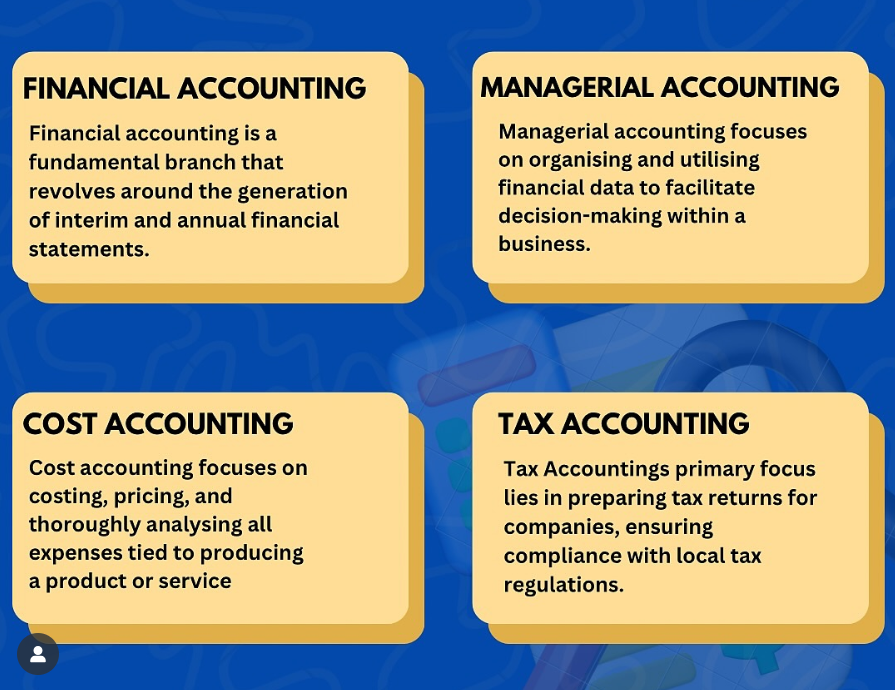 FINANCIAL ACCOUNTING
Financial accounting is a
fundamental branch that
revolves around the generation
of interim and annual financial
statements.
MANAGERIAL ACCOUNTING
Managerial accounting focuses
on organising and utilising
financial data to facilitate
decision-making within a
business.
COST ACCOUNTING
Cost accounting focuses on
costing, pricing, and
thoroughly analysing all
expenses tied to producing
a product or service
TAX ACCOUNTING
Tax Accountings primary focus
lies in preparing tax returns for
companies, ensuring
compliance with local tax
regulations.